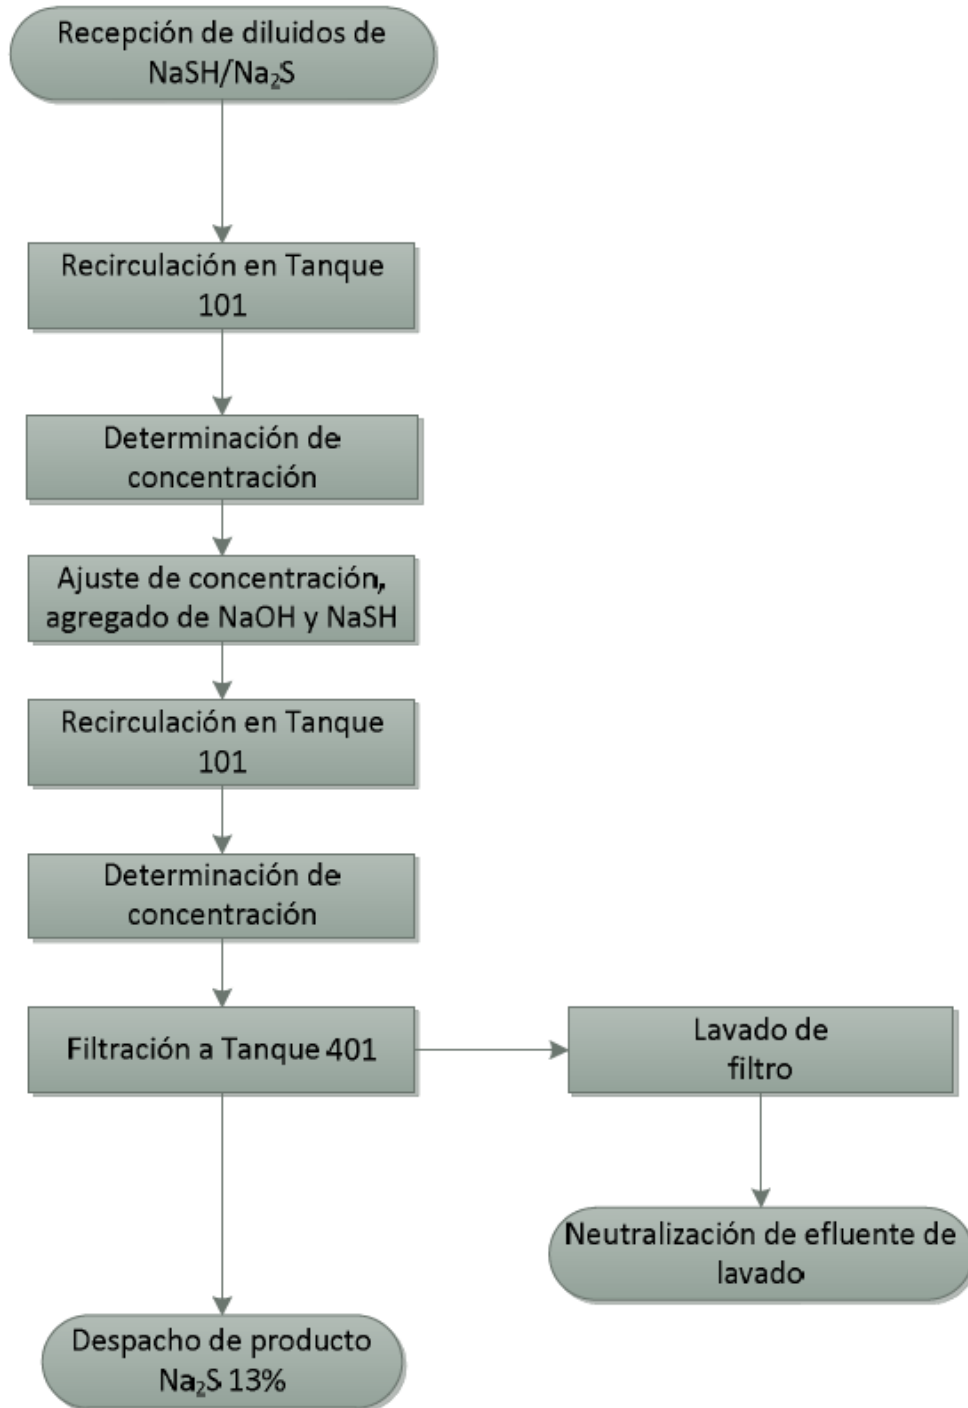 Recepción de diluidos de
NaSH/Na₂S
Recirculación en Tanque
101
Determinación de
concentración
Ajuste de concentración,
agregado de NaOH y NaSH
Recirculación en Tanque
101
Determinación de
concentración
Filtración a Tanque 401
Lavado de
filtro
Neutralización de efluente de
lavado
Despacho de producto
Na₂S 13%